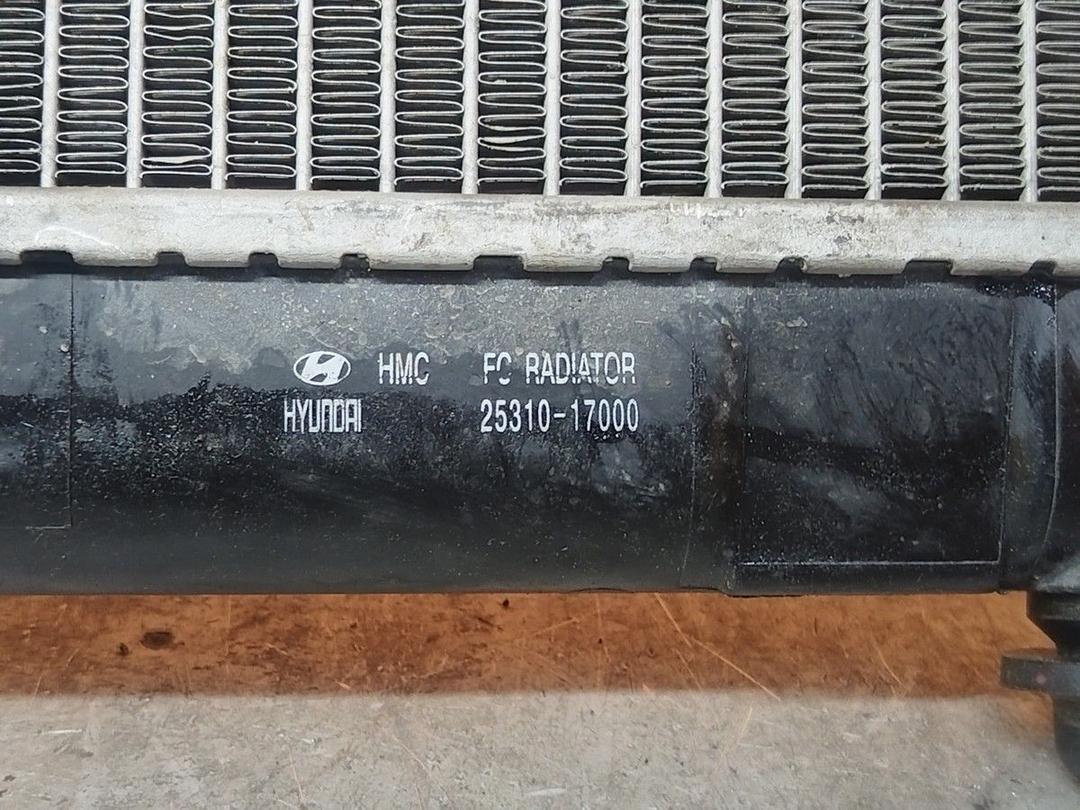 HMC FC RADIATOR
HYUNDAI 25310-17000